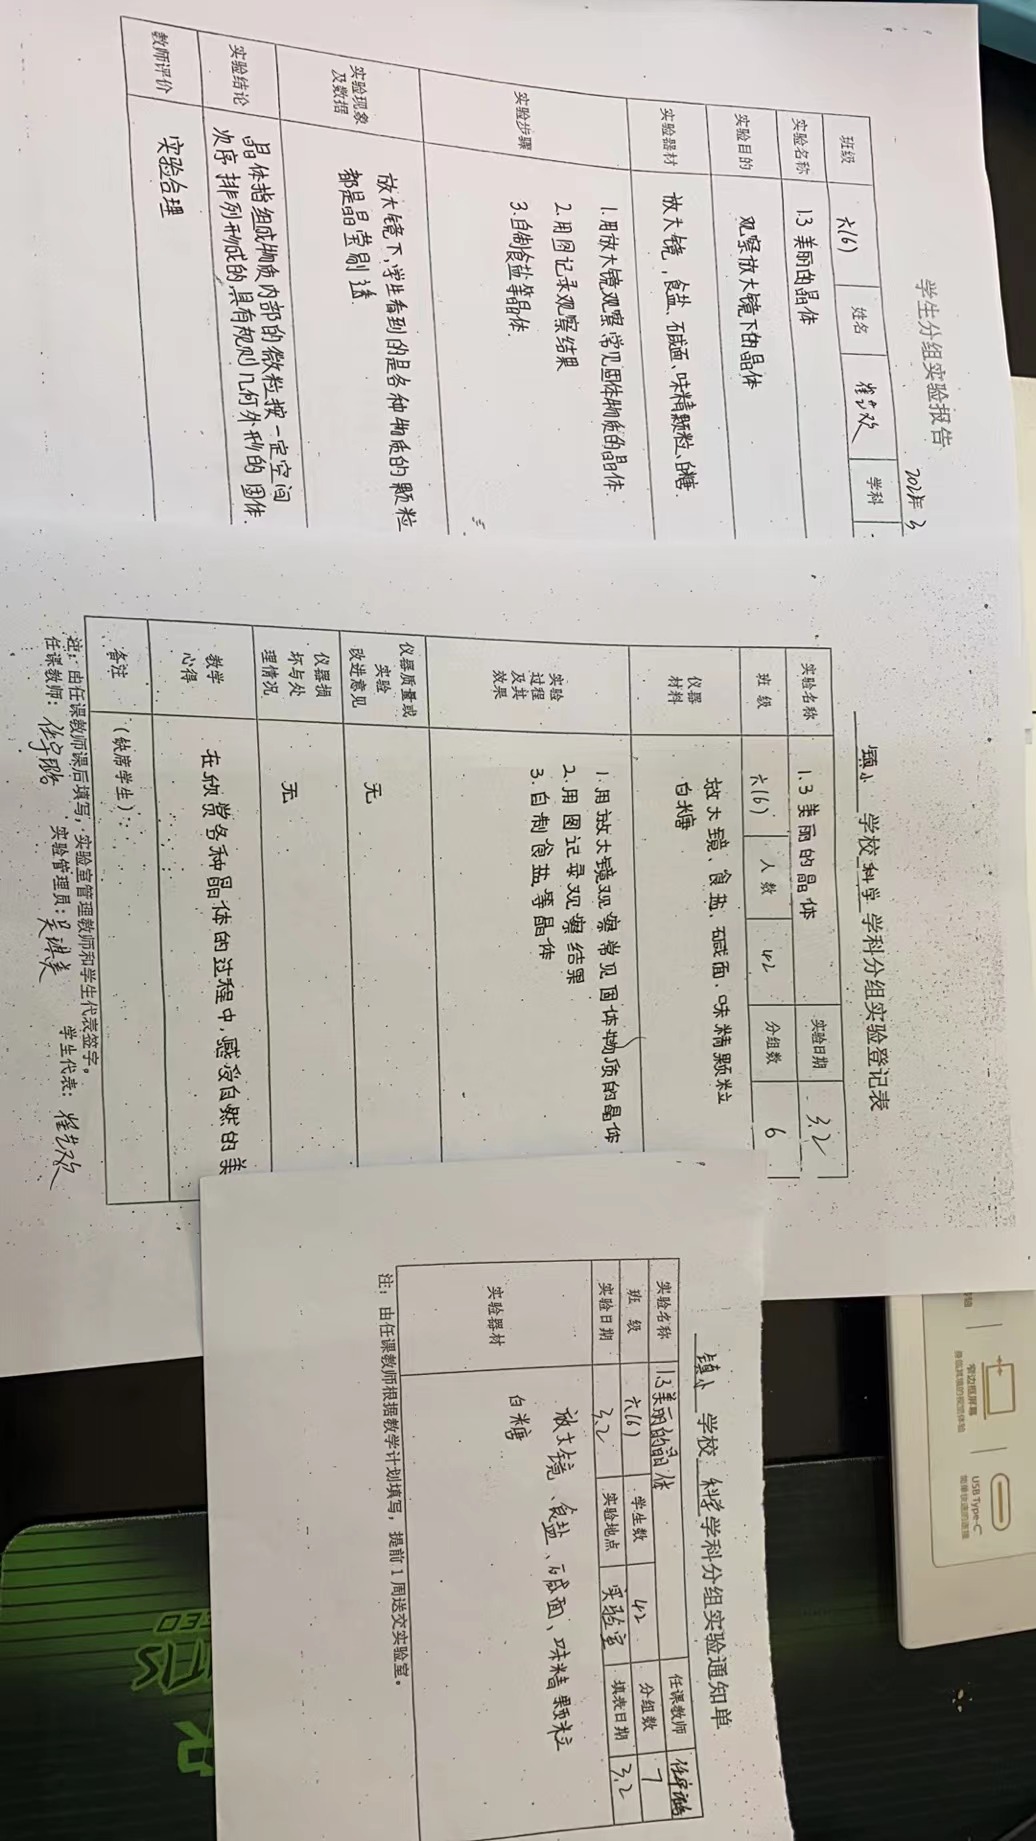 学生分组实验报告
班级 六(6) 姓名 学科
实验名称 1.3 美丽的晶体
实验目的 观察放大镜下的晶体
实验器材 放大镜,食盐、碱面、味精颗粒、白糖.
实验步骤
1.用放大镜观察常见固体物质的晶体.
2.用图记录观察结果
3.自制食盐等晶体.
实验现象
及数据
放大镜下,学生看到的是各种物质的颗粒
都是晶莹剔透
实验结论
晶体指组成物质内部的微粒按一定空间
次序排列形成的具有规则几何外形的固体.
教师评价 实验合理
镇小 学校 科学 学科分组实验登记表
实验名称 1.3 美丽的晶体 实验日期 3.2
班级 六(6) 人数 42 分组数 6
仪器
材料
放大镜、食盐、碱面、味精颗粒
白糖
实验
过程
及其
效果
1.用放大镜观察常见固体物质的晶体
2.用图记录观察结果
3.自制食盐等晶体
仪器质量或
实验
改进意见
无
仪器损
坏与处
理情况
无
教学
心得
在欣赏各种晶体的过程中,感受自然的美
备注 (缺席学生):
注:由任课教师课后填写,实验室管理教师和学生代表签字。
任课教师: 实验管理员: 学生代表:
镇小 学校 科学 学科分组实验通知单
实验名称 1.3美丽的晶体 任课教师
班级 六(6) 学生数 42 分组数 7
实验日期 3.2 实验地点 实验室 填表日期 3.2
实验器材
放大镜、食盐、碱面、味精颗粒
白糖
注:由任课教师根据教学计划填写,提前1周送交实验室。
窄边框屏幕
USB Type-C